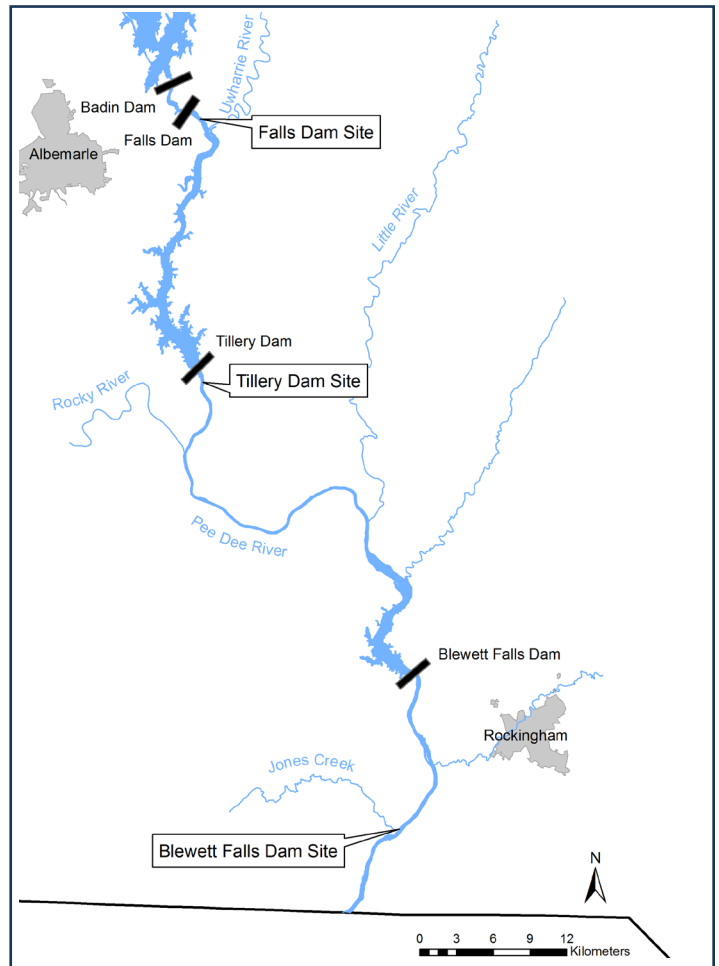 Uwharrie River
Badin Dam
Falls Dam
Falls Dam Site
Albemarle
Little River
Tillery Dam
Tillery Dam Site
Rocky River
Pee Dee River
Blewett Falls Dam
Rockingham
Jones Creek
Blewett Falls Dam Site
N
0 3 6 9 12
Kilometers